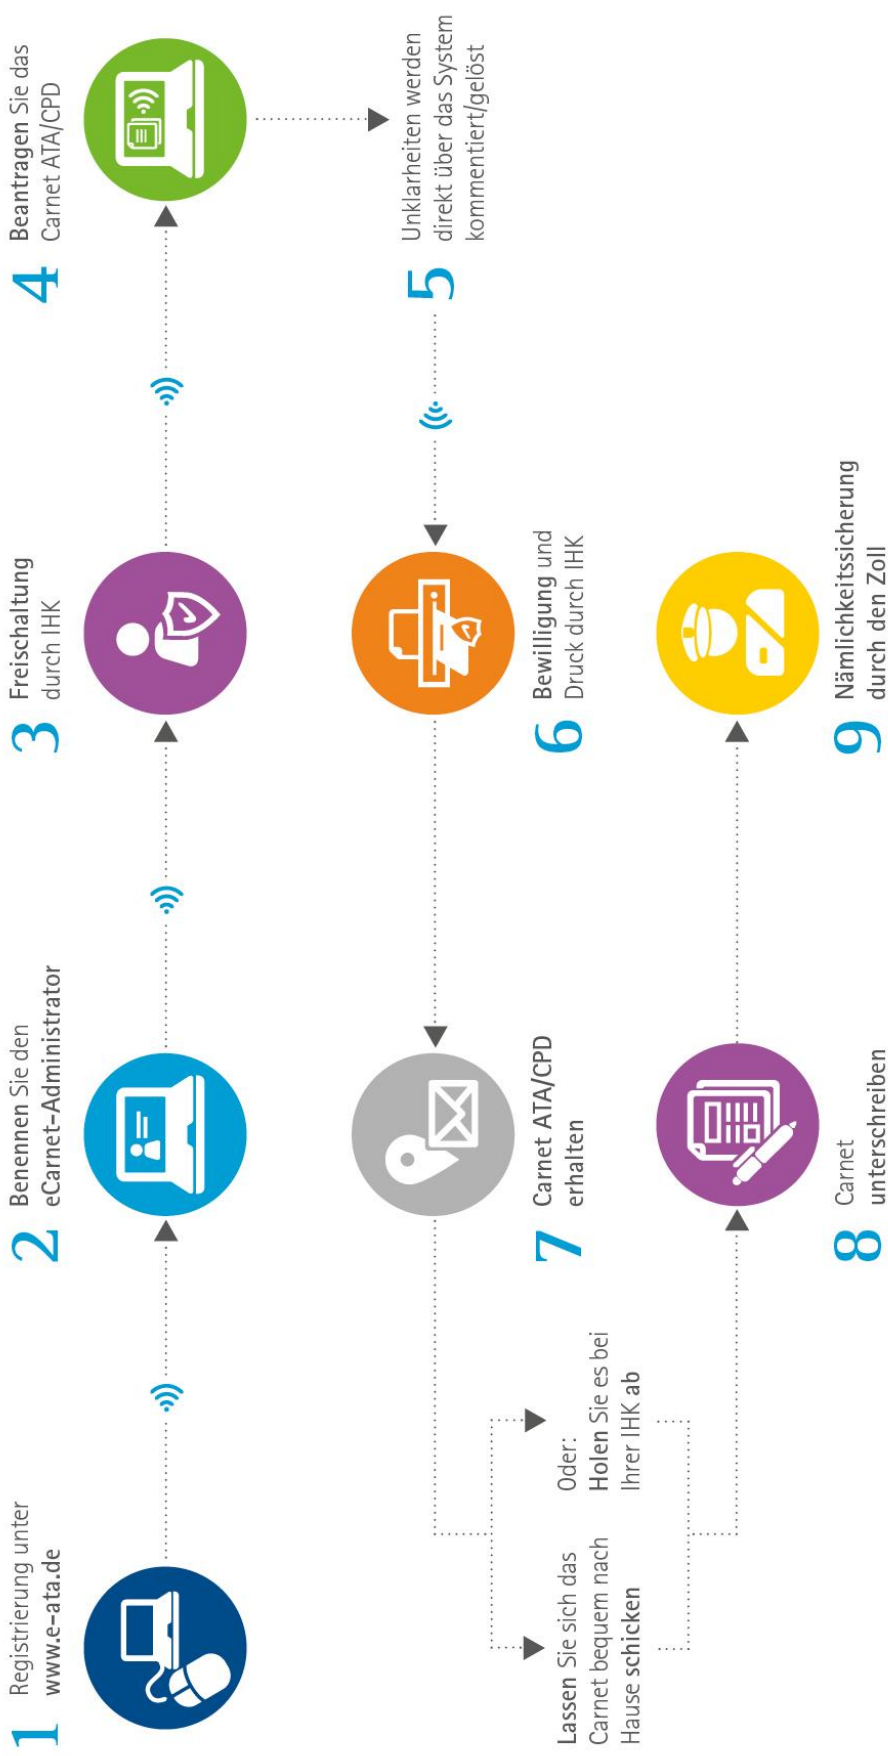 1
Registrierung unter
www.e-ata.de
2
Benennen Sie den
eCarnet-Administrator
3
Freischaltung
durch IHK
4
Beantragen Sie das
Carnet ATA/CPD
5
Unklarheiten werden
direkt über das System
kommentiert/gelöst
6
Bewilligung und
Druck durch IHK
7
Carnet ATA/CPD
erhalten
Lassen Sie sich das
Carnet bequem nach
Hause schicken
Oder:
Holen Sie es bei
Ihrer IHK ab
8
Carnet
unterschreiben
9
Nämlichkeitssicherung
durch den Zoll